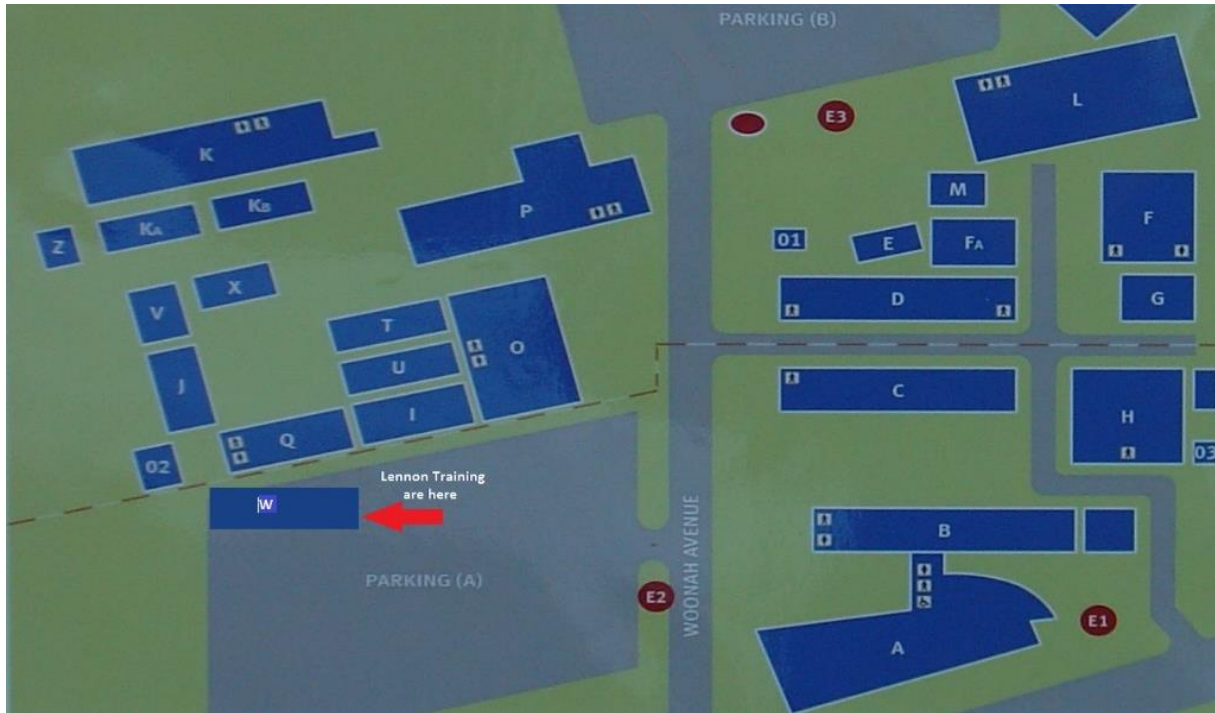 PARKING (B)
L
E3
K
M
F
P
KB
KA
Z
01
E
FA
X
D
G
V
T
O
U
J
C
I
H
Q
02
03
Lennon Training
are here
W
B
WOONAH AVENUE
PARKING (A)
E2
E1
A